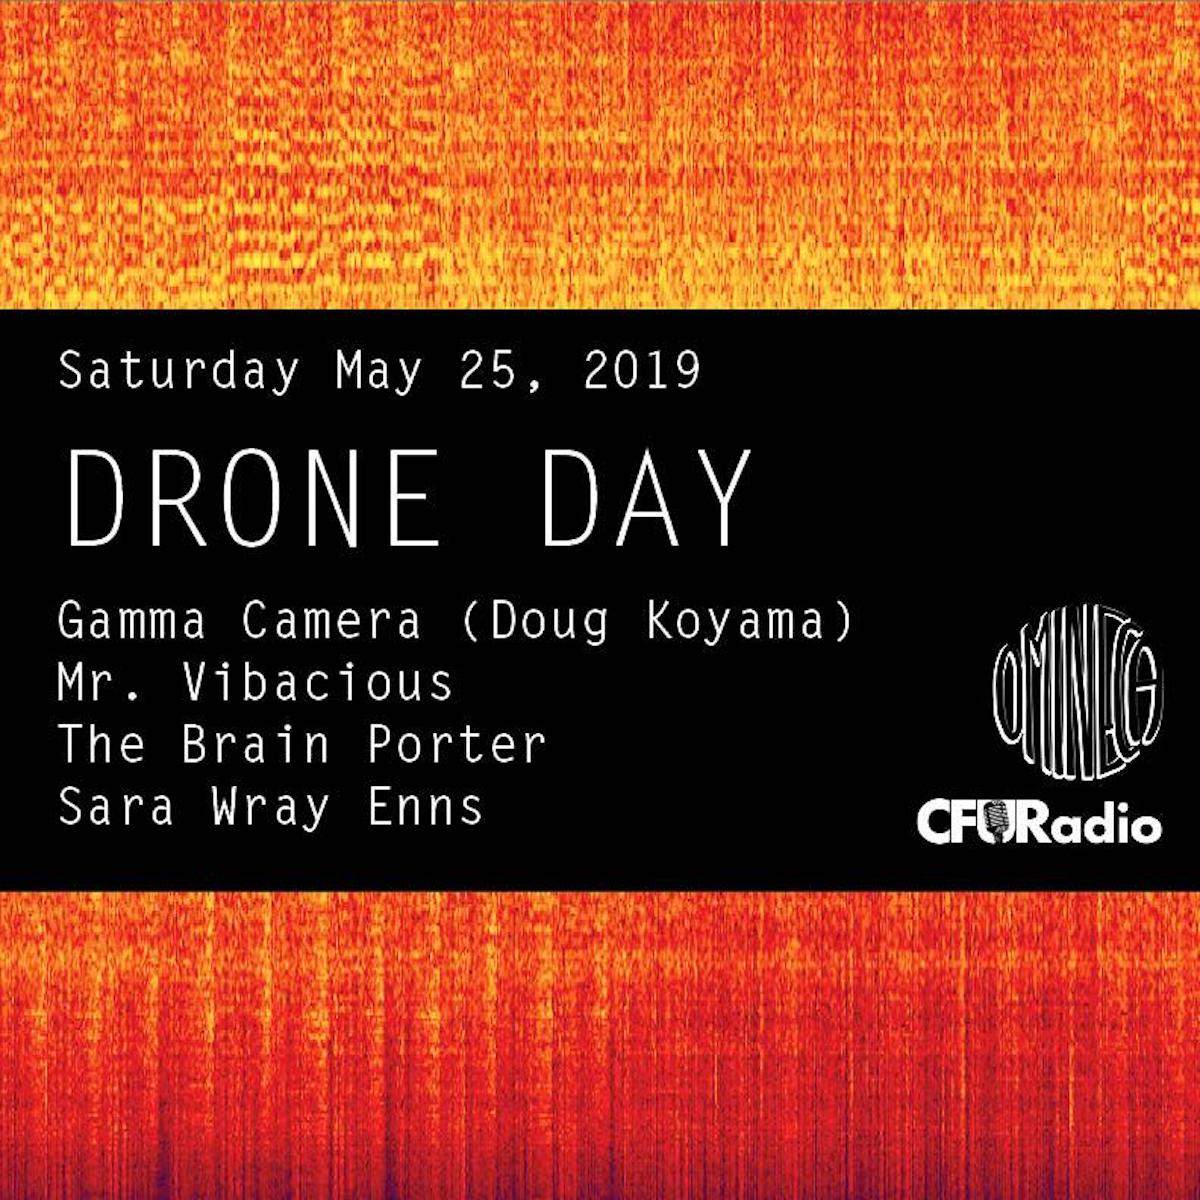 Saturday May 25, 2019
DRONE DAY
Gamma Camera (Doug Koyama)
Mr. Vibacious
The Brain Porter
Sara Wray Enns
CFURadio